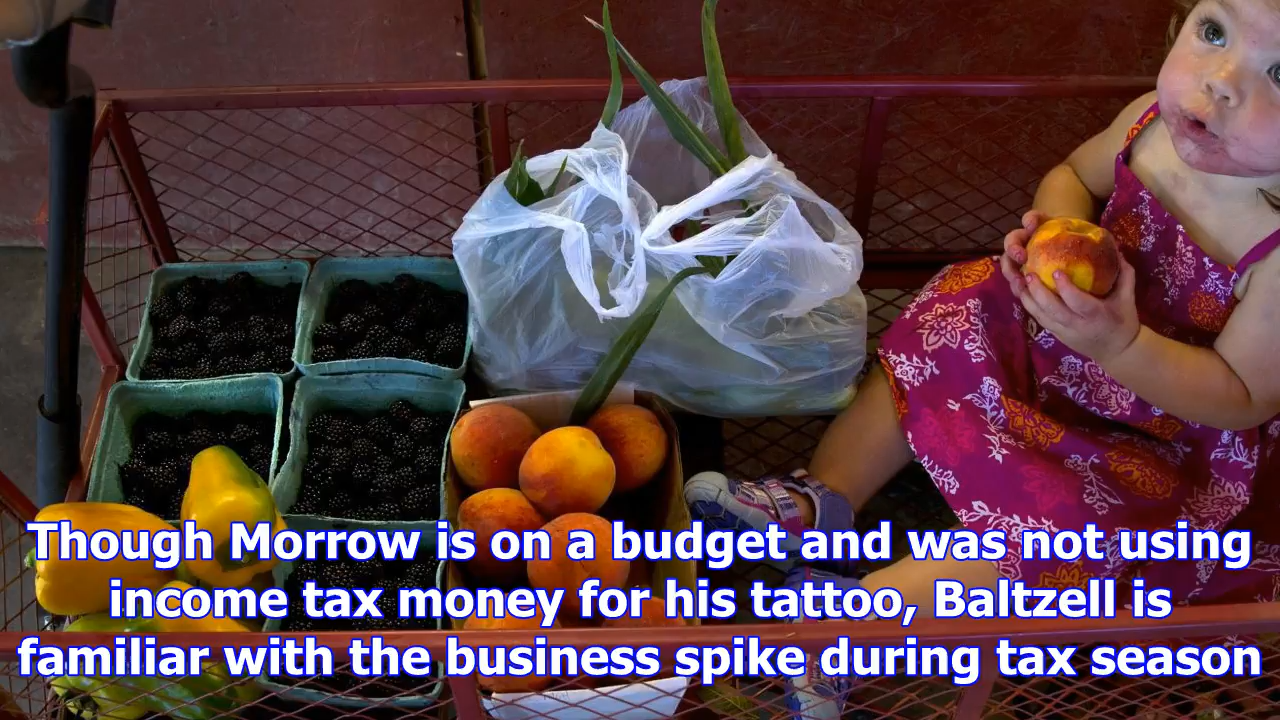 Though Morrow is on a budget and was not using
income tax money for his tattoo, Baltzell is
familiar with the business spike during tax season